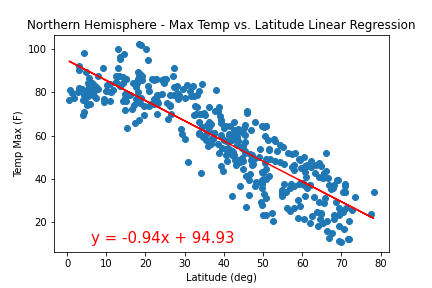 Northern Hemisphere - Max Temp vs. Latitude Linear Regression
Temp Max (F)
100
80
60
40
20
y = -0.94x + 94.93
0 10 20 30 40 50 60 70 80
Latitude (deg)